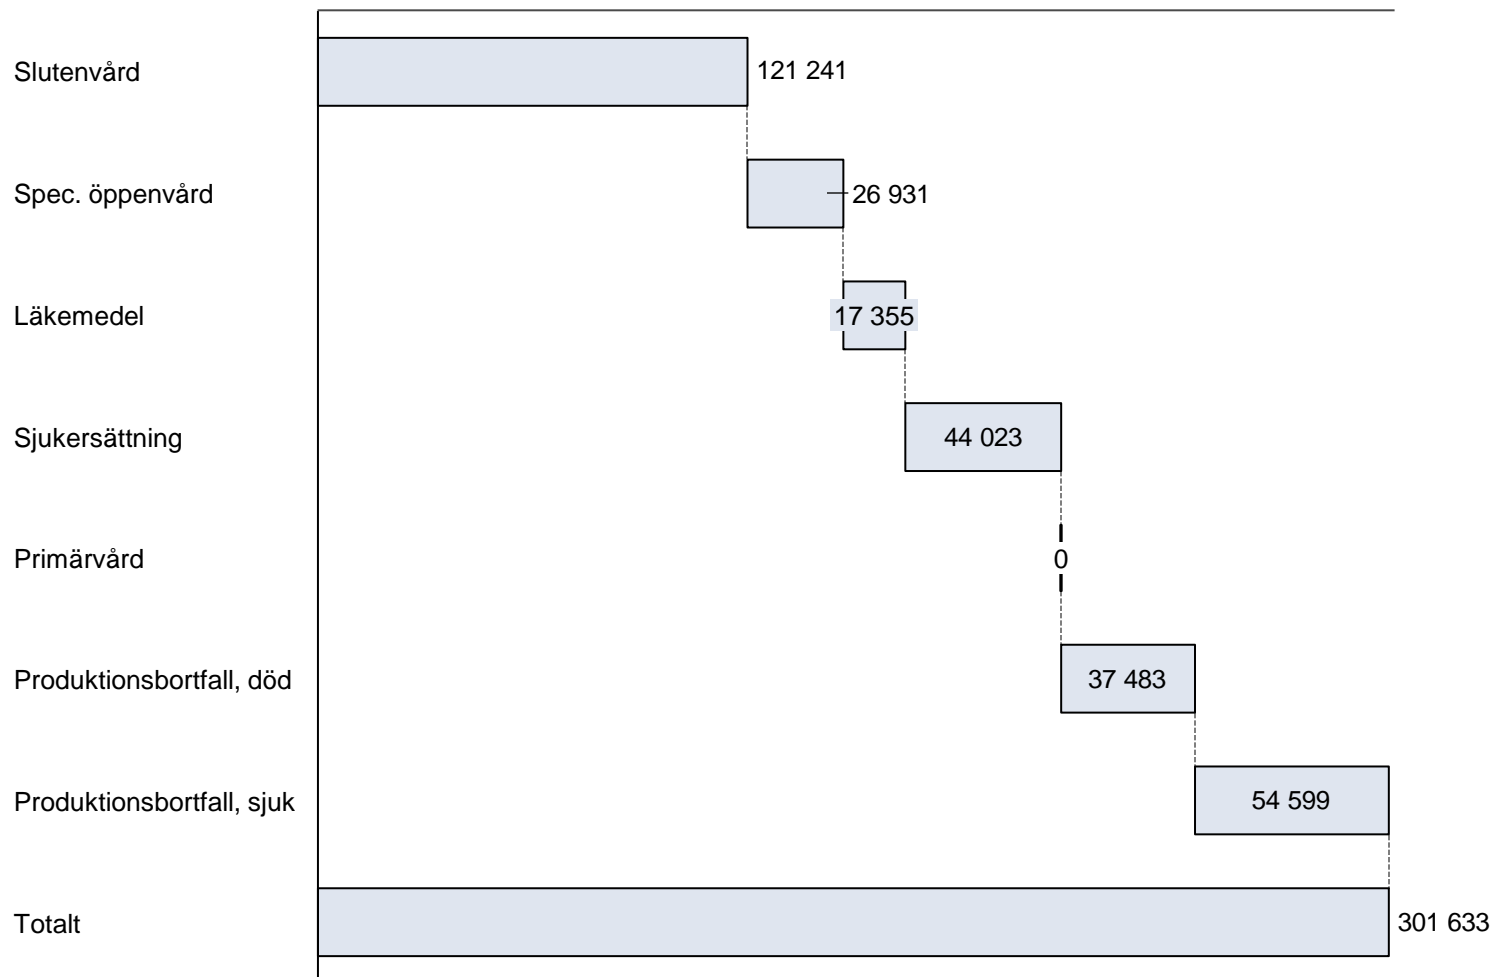 Slutenvård 121 241
Spec. öppenvård 26 931
Läkemedel 17 355
Sjukersättning 44 023
Primärvård 0
Produktionsbortfall, död 37 483
Produktionsbortfall, sjuk 54 599
Totalt 301 633